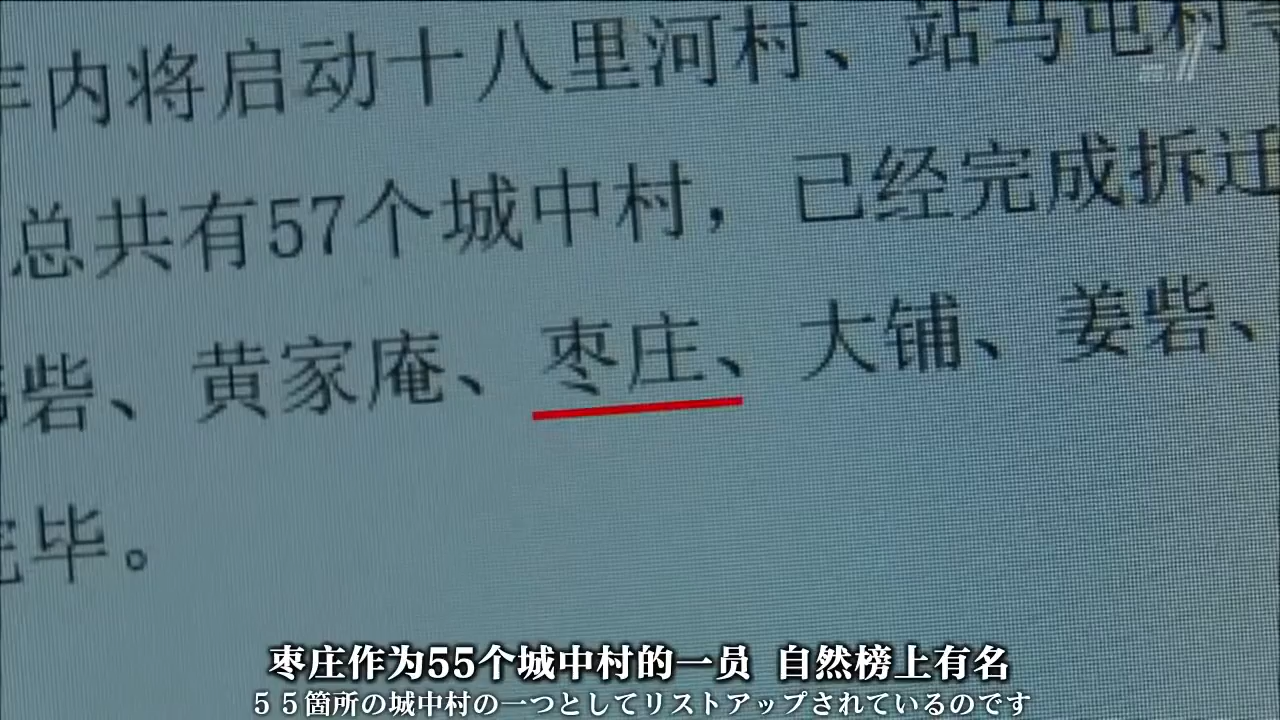 年内将启动十八里河村、站马屯村
总共有57个城中村，已经完成拆迁
砦、黄家庵、枣庄、大铺、姜砦、
完毕。
枣庄作为55个城中村的一员 自然榜上有名
５５箇所の城中村の一つとしてリストアップされているのです